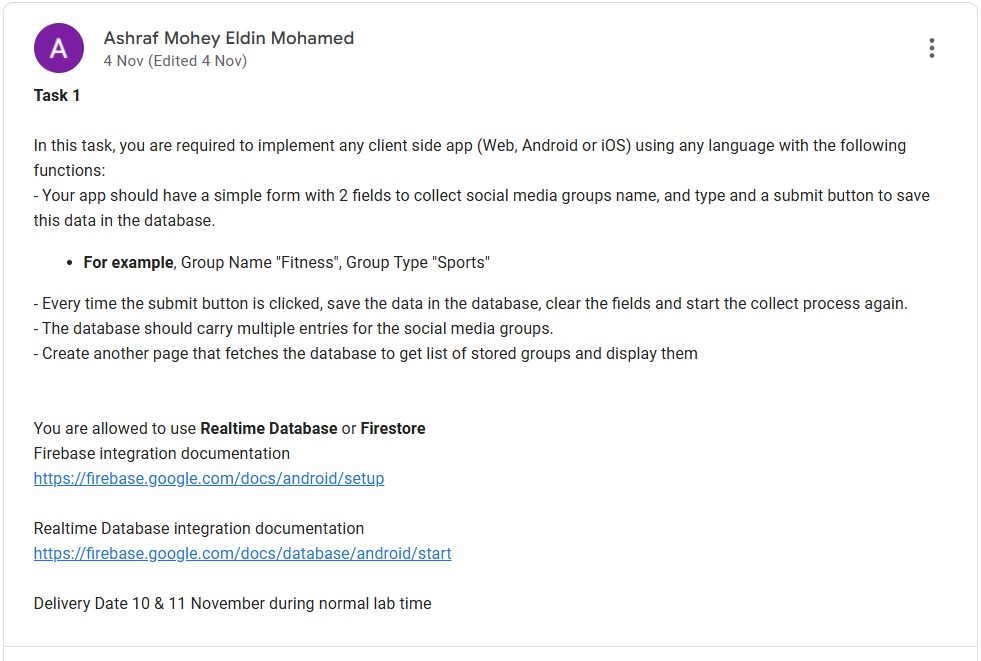 A
Ashraf Mohey Eldin Mohamed
4 Nov (Edited 4 Nov)
Task 1
In this task, you are required to implement any client side app (Web, Android or iOS) using any language with the following
functions:
- Your app should have a simple form with 2 fields to collect social media groups name, and type and a submit button to save
this data in the database.
• For example, Group Name "Fitness", Group Type "Sports"
- Every time the submit button is clicked, save the data in the database, clear the fields and start the collect process again.
- The database should carry multiple entries for the social media groups.
- Create another page that fetches the database to get list of stored groups and display them
You are allowed to use Realtime Database or Firestore
Firebase integration documentation
https://firebase.google.com/docs/android/setup
Realtime Database integration documentation
https://firebase.google.com/docs/database/android/start
Delivery Date 10 & 11 November during normal lab time